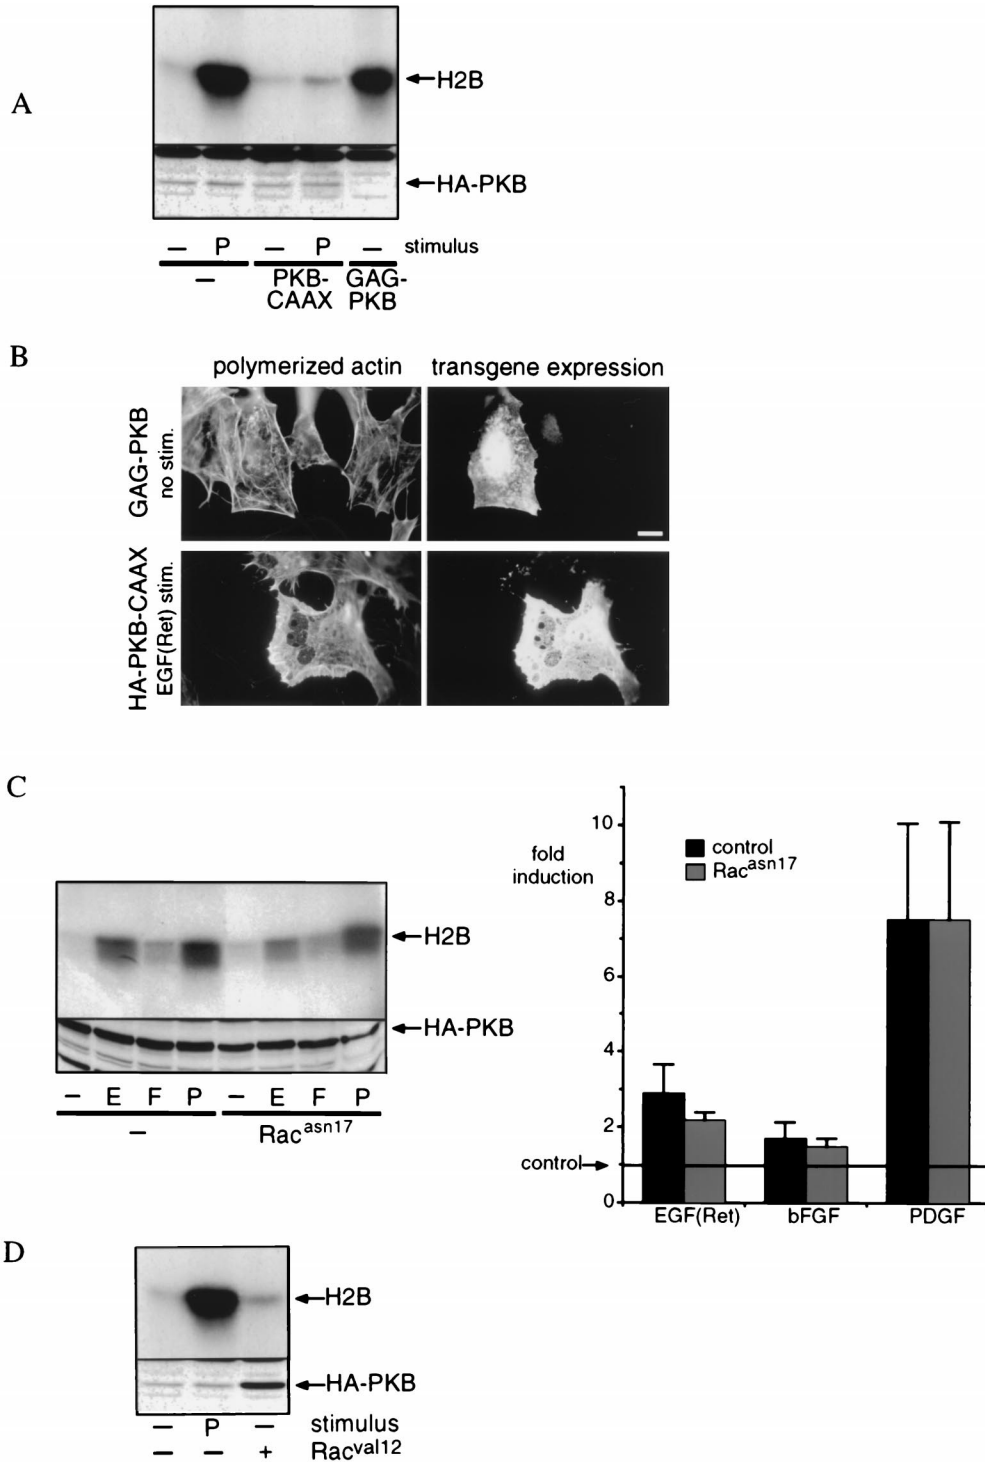 A
H2B
HA-PKB
– P – P – stimulus
– PKB-CAAX GAG-PKB
B
polymerized actin transgene expression
GAG-PKB
no stim.
HA-PKB-CAAX
EGF(Ret) stim.
C
H2B
HA-PKB
– E F P – E F P
– Rac asn17
fold
induction
10
8
6
4
2
0
control
Rac asn17
control
EGF(Ret) bFGF PDGF
D
H2B
HA-PKB
– P – stimulus
– – + Rac val12